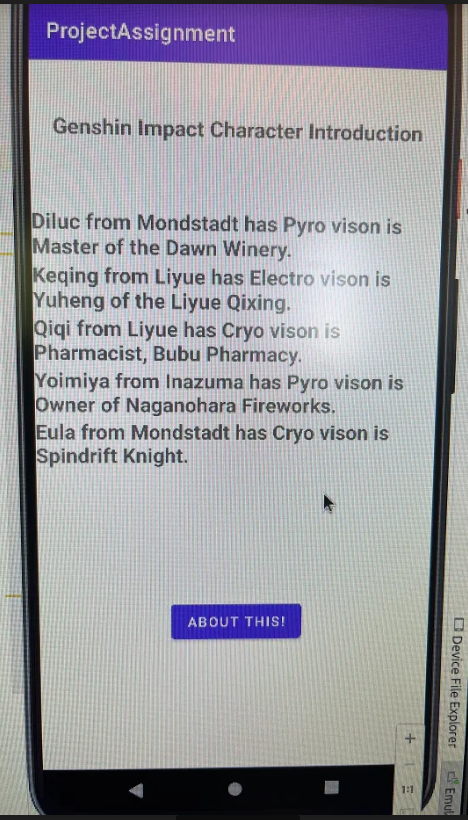 ProjectAssignment
Genshin Impact Character Introduction
Diluc from Mondstadt has Pyro vison is
Master of the Dawn Winery.
Keqing from Liyue has Electro vison is
Yuheng of the Liyue Qixing.
Qiqi from Liyue has Cryo vison is
Pharmacist, Bubu Pharmacy.
Yoimiya from Inazuma has Pyro vison is
Owner of Naganohara Fireworks.
Eula from Mondstadt has Cryo vison is
Spindrift Knight.
ABOUT THIS!
Device File Explorer
Emul
1:1